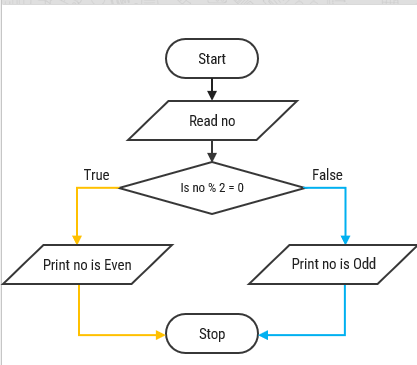 Start
Read no
True
False
Is no % 2 = 0
Print no is Even
Print no is Odd
Stop